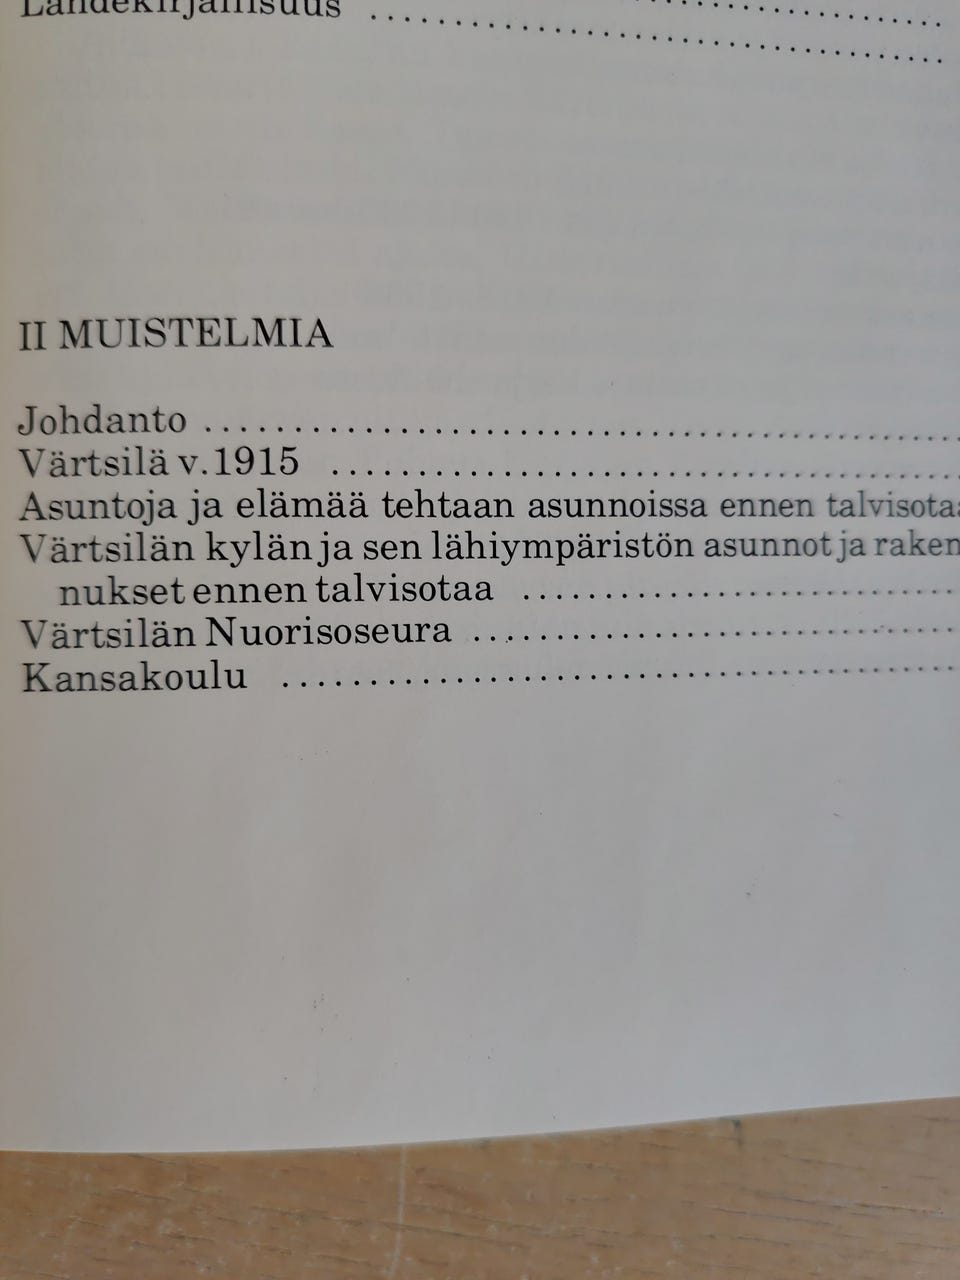 Lähdekirjallisuus ........................
II MUISTELMIA
Johdanto ........................
Värtsilä v. 1915 ........................
Asuntoja ja elämää tehtaan asunnoissa ennen talvisotaa
Värtsilän kylän ja sen lähiympäristön asunnot ja raken
nukset ennen talvisotaa ........................
Värtsilän Nuorisoseura ........................
Kansakoulu ........................